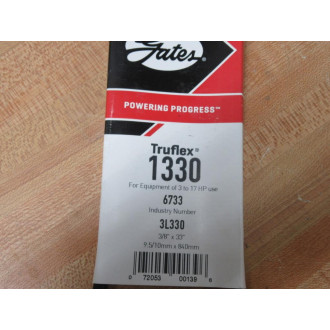 Gates
POWERING PROGRESS™
Truflex®
1330
For Equipment of 3 to 17 HP use
6733
Industry Number
3L330
3/8" x 33"
9.5/10mm x 840mm
0 72053 00139 6